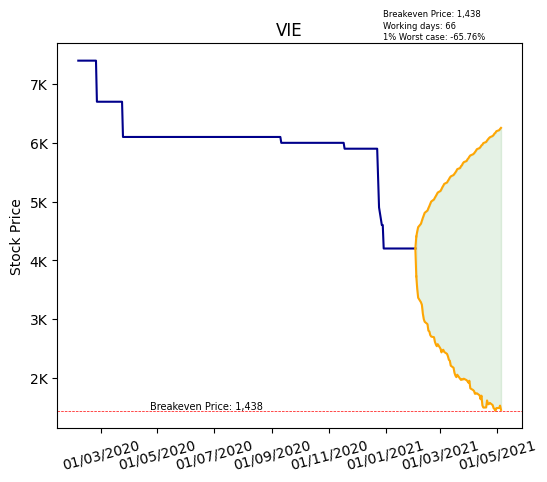 Breakeven Price: 1,438
Working days: 66
1% Worst case: -65.76%
VIE
Stock Price
7K
6K
5K
4K
3K
2K
Breakeven Price: 1,438
01/03/2020 01/05/2020 01/07/2020 01/09/2020 01/11/2020 01/01/2021 01/03/2021 01/05/2021